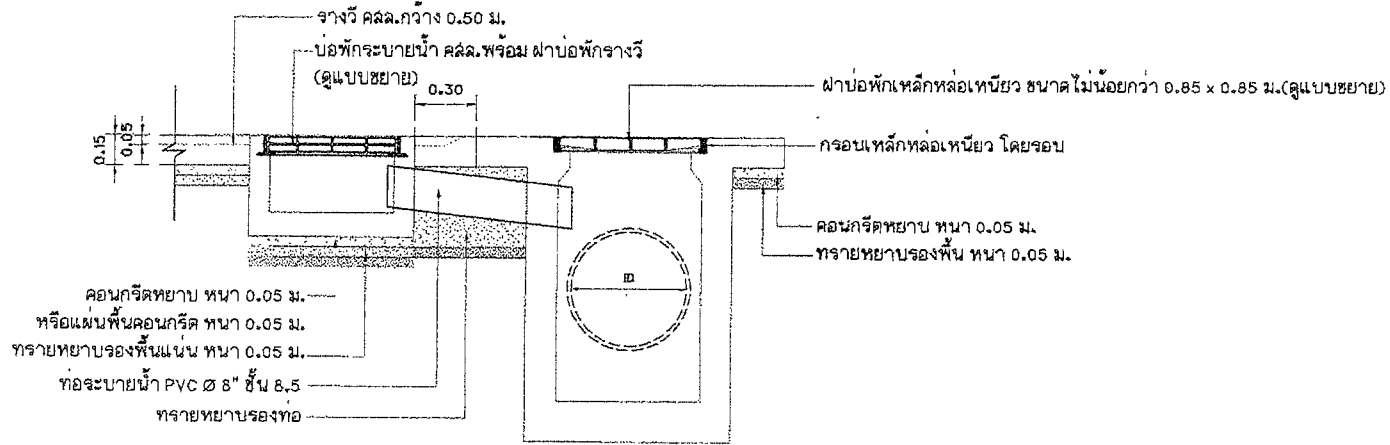 รางวี คสล.กว้าง 0.50 ม.
บ่อพักระบายน้ำ คสล.พร้อม ฝาบ่อพักรางวี
(ดูแบบขยาย)
0.30
ฝาบ่อพักเหล็กหล่อเหนียว ขนาดไม่น้อยกว่า 0.85 x 0.85 ม.(ดูแบบขยาย)
0.15
0.05
กรอบเหล็กหล่อเหนียว โดยรอบ
คอนกรีตหยาบ หนา 0.05 ม.
ทรายหยาบรองพื้น หนา 0.05 ม.
คอนกรีตหยาบ หนา 0.05 ม.
หรือแผ่นพื้นคอนกรีต หนา 0.05 ม.
ทรายหยาบรองพื้นแน่น หนา 0.05 ม.
ท่อระบายน้ำ PVC Ø 8" ชั้น 8.5
ทรายหยาบรองท่อ